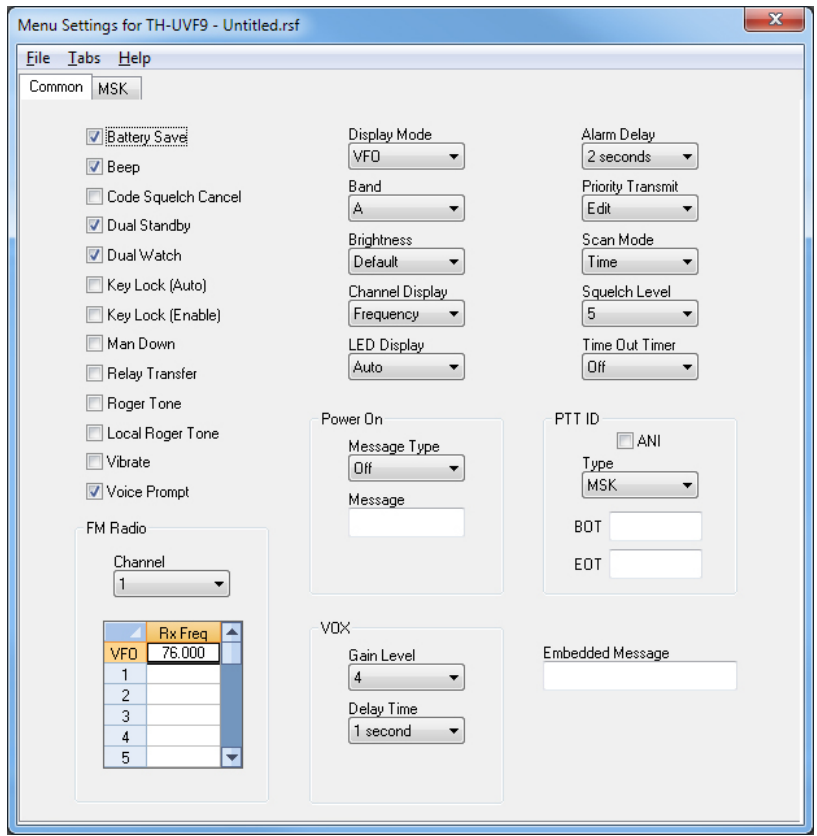 Menu Settings for TH-UVF9 - Untitled.rsf
File Tabs Help
Common MSK
Battery Save
Beep
Code Squelch Cancel
Dual Standby
Dual Watch
Key Lock (Auto)
Key Lock (Enable)
Man Down
Relay Transfer
Roger Tone
Local Roger Tone
Vibrate
Voice Prompt
FM Radio
Channel
1
Rx Freq
VFO 76.000
1
2
3
4
5
Display Mode
VFO
Band
A
Brightness
Default
Channel Display
Frequency
LED Display
Auto
Power On
Message Type
Off
Message
VOX
Gain Level
4
Delay Time
1 second
Alarm Delay
2 seconds
Priority Transmit
Edit
Scan Mode
Time
Squelch Level
5
Time Out Timer
Off
PTT ID
ANI
Type
MSK
BOT
EOT
Embedded Message